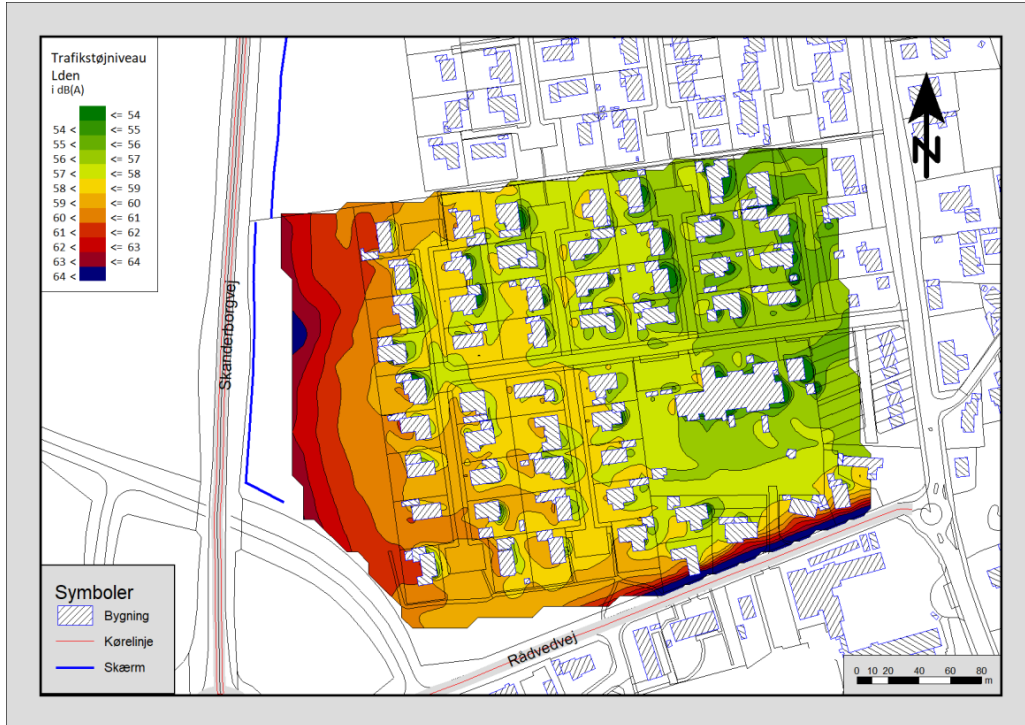 Trafikstøjniveau
Lden
i dB(A)
<= 54
54 < <= 55
55 < <= 56
56 < <= 57
57 < <= 58
58 < <= 59
59 < <= 60
60 < <= 61
61 < <= 62
62 < <= 63
63 < <= 64
64 <
N
Skanderborgvej
Symboler
Bygning
Kørelinje
Skærm
Rådvedvej
0 10 20 40 60 80
m